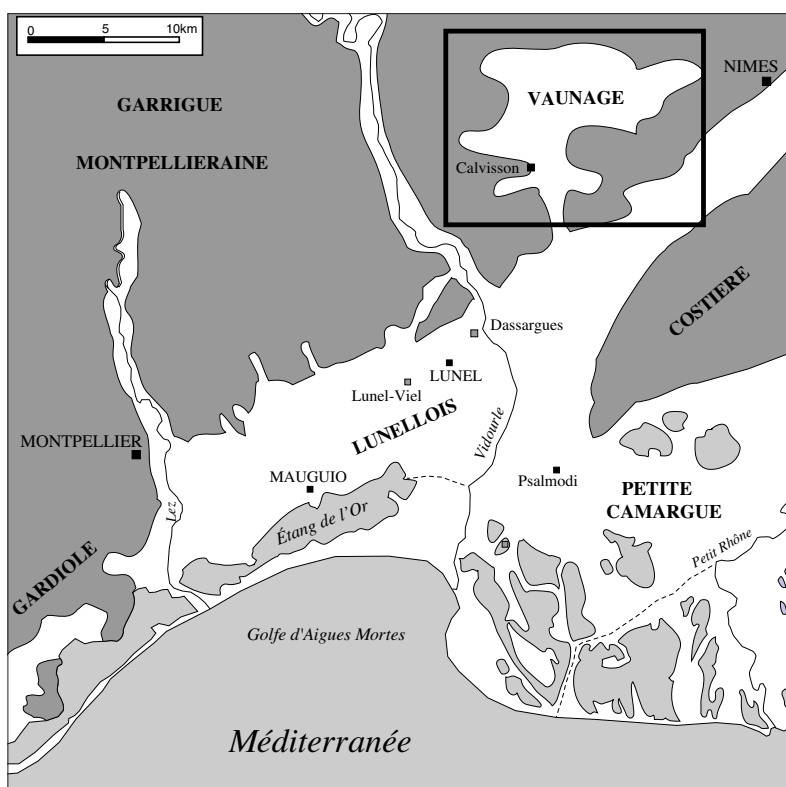 0 5 10km
NIMES
VAUNAGE
GARRIGUE
MONTPELLIERAINE
Calvisson
COSTIERE
Dassargues
LUNEL
Lunel-Viel
LUNELLOIS
Vidourle
MONTPELLIER
MAUGUIO
Psalmodi
PETITE
CAMARGUE
Étang de l'Or
Lez
Petit Rhône
GARDIOLE
Golfe d'Aigues Mortes
Méditerranée